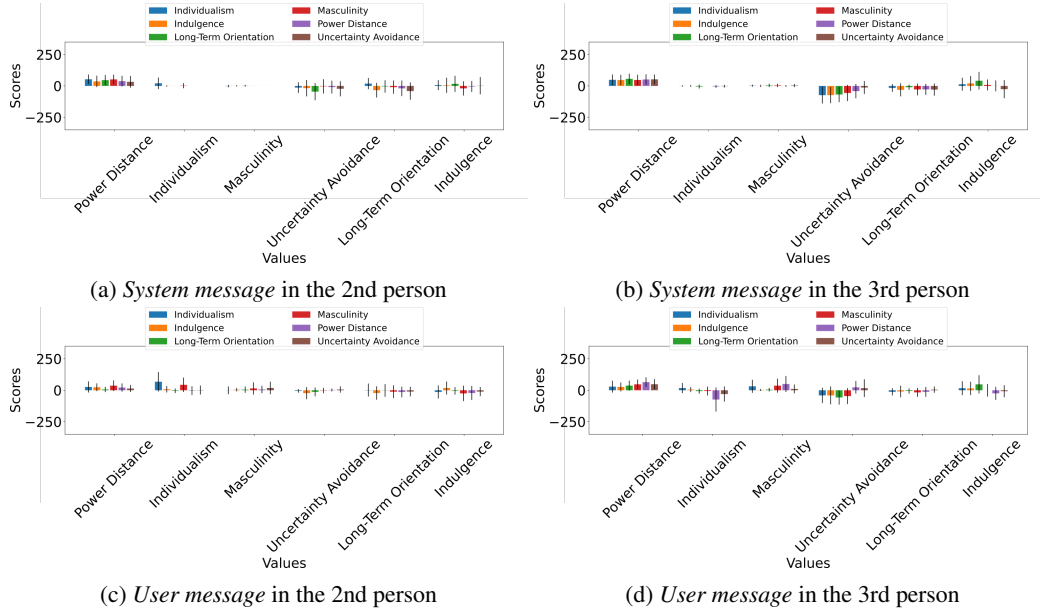 Individualism Masculinity
Indulgence Power Distance
Long-Term Orientation Uncertainty Avoidance
250
0
−250
Scores
Power Distance
Individualism
Masculinity
Uncertainty Avoidance
Long-Term Orientation
Indulgence
Values
(a) System message in the 2nd person
Individualism Masculinity
Indulgence Power Distance
Long-Term Orientation Uncertainty Avoidance
250
0
−250
Scores
Power Distance
Individualism
Masculinity
Uncertainty Avoidance
Long-Term Orientation
Indulgence
Values
(b) System message in the 3rd person
Individualism Masculinity
Indulgence Power Distance
Long-Term Orientation Uncertainty Avoidance
250
0
−250
Scores
Power Distance
Individualism
Masculinity
Uncertainty Avoidance
Long-Term Orientation
Indulgence
Values
(c) User message in the 2nd person
Individualism Masculinity
Indulgence Power Distance
Long-Term Orientation Uncertainty Avoidance
250
0
−250
Scores
Power Distance
Individualism
Masculinity
Uncertainty Avoidance
Long-Term Orientation
Indulgence
Values
(d) User message in the 3rd person